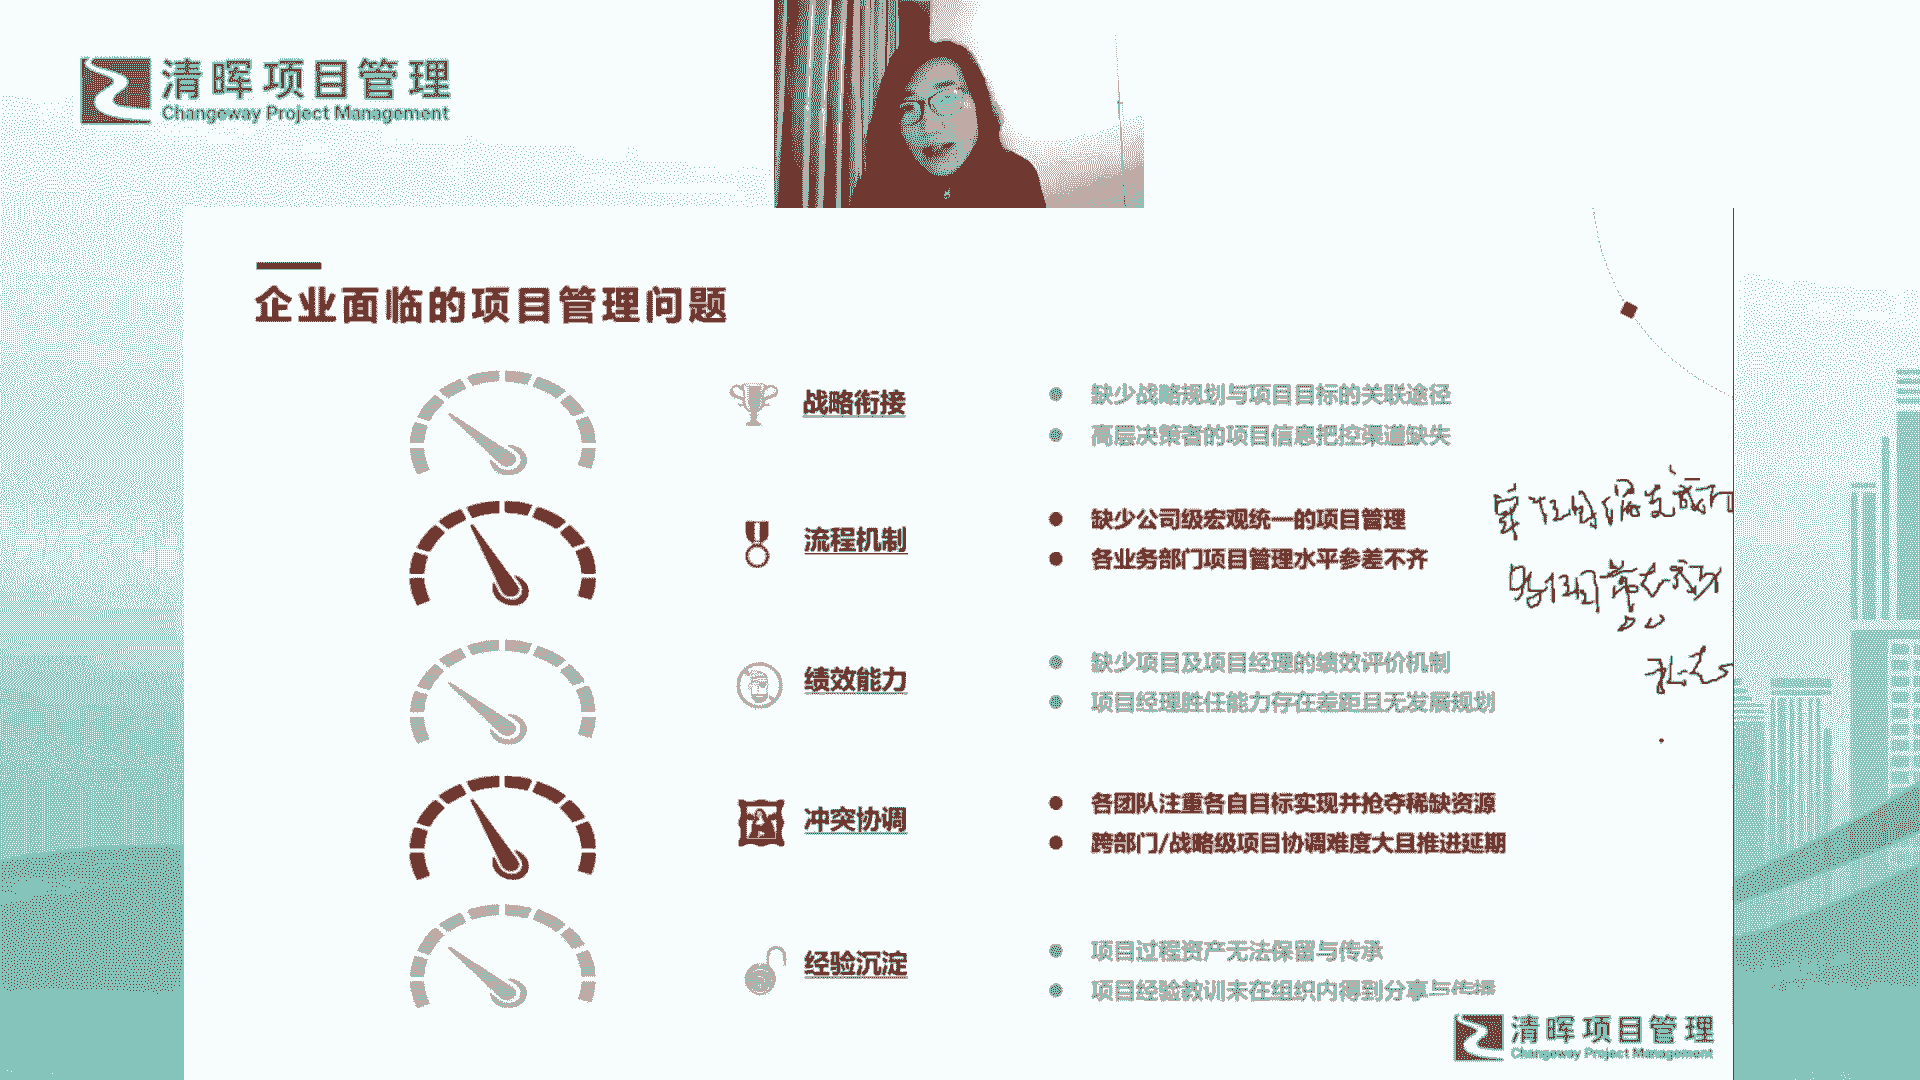 清晖项目管理
Changeway Project Management
企业面临的项目管理问题
战略衔接
缺少战略规划与项目目标的关联途径
高层决策者的项目信息把控渠道缺失
流程机制
缺少公司级宏观统一的项目管理
各业务部门项目管理水平参差不齐
绩效能力
缺少项目及项目经理的绩效评价机制
项目经理胜任能力存在差距且无发展规划
冲突协调
各团队注重各自目标实现并抢夺稀缺资源
跨部门/战略级项目协调难度大且推进延期
经验沉淀
项目过程资产无法保留与传承
项目经验教训未在组织内得到分享与传播
清晖项目管理
Changeway Project Management